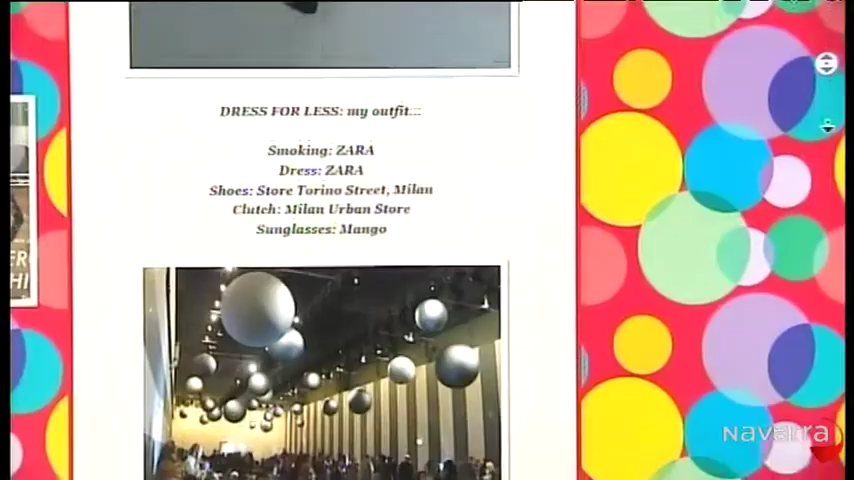 DRESS FOR LESS: my outfit...
Smoking: ZARA
Dress: ZARA
Shoes: Store Torino Street, Milan
Clutch: Milan Urban Store
Sunglasses: Mango
navarra